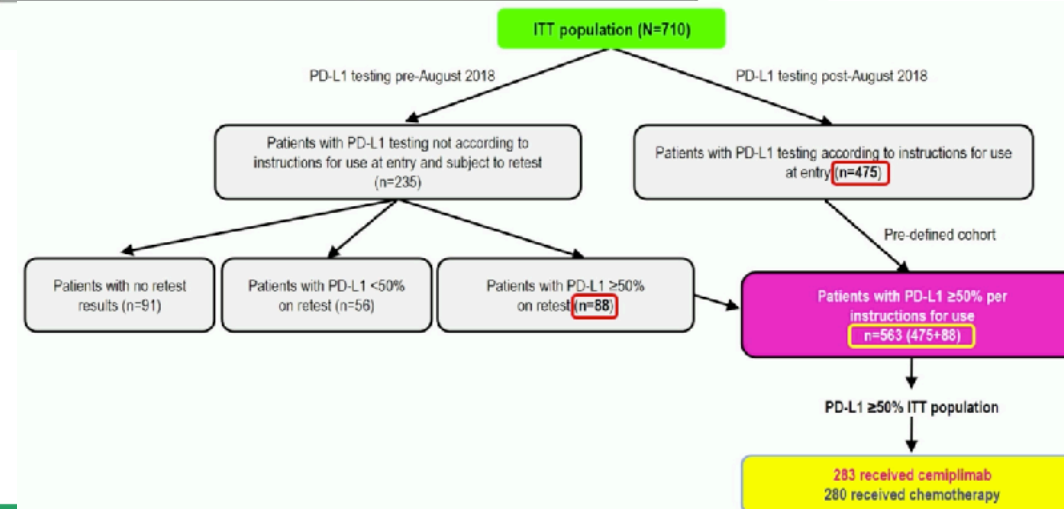 ITT population (N=710)
PD-L1 testing pre-August 2018
PD-L1 testing post-August 2018
Patients with PD-L1 testing not according to
instructions for use at entry and subject to retest
(n=235)
Patients with PD-L1 testing according to instructions for use
at entry (n=475)
Pre-defined cohort
Patients with no retest
results (n=91)
Patients with PD-L1 <50%
on retest (n=56)
Patients with PD-L1 ≥50%
on retest (n=88)
Patients with PD-L1 ≥50% per
instructions for use
n=563 (475+88)
PD-L1 ≥50% ITT population
283 received cemiplimab
280 received chemotherapy